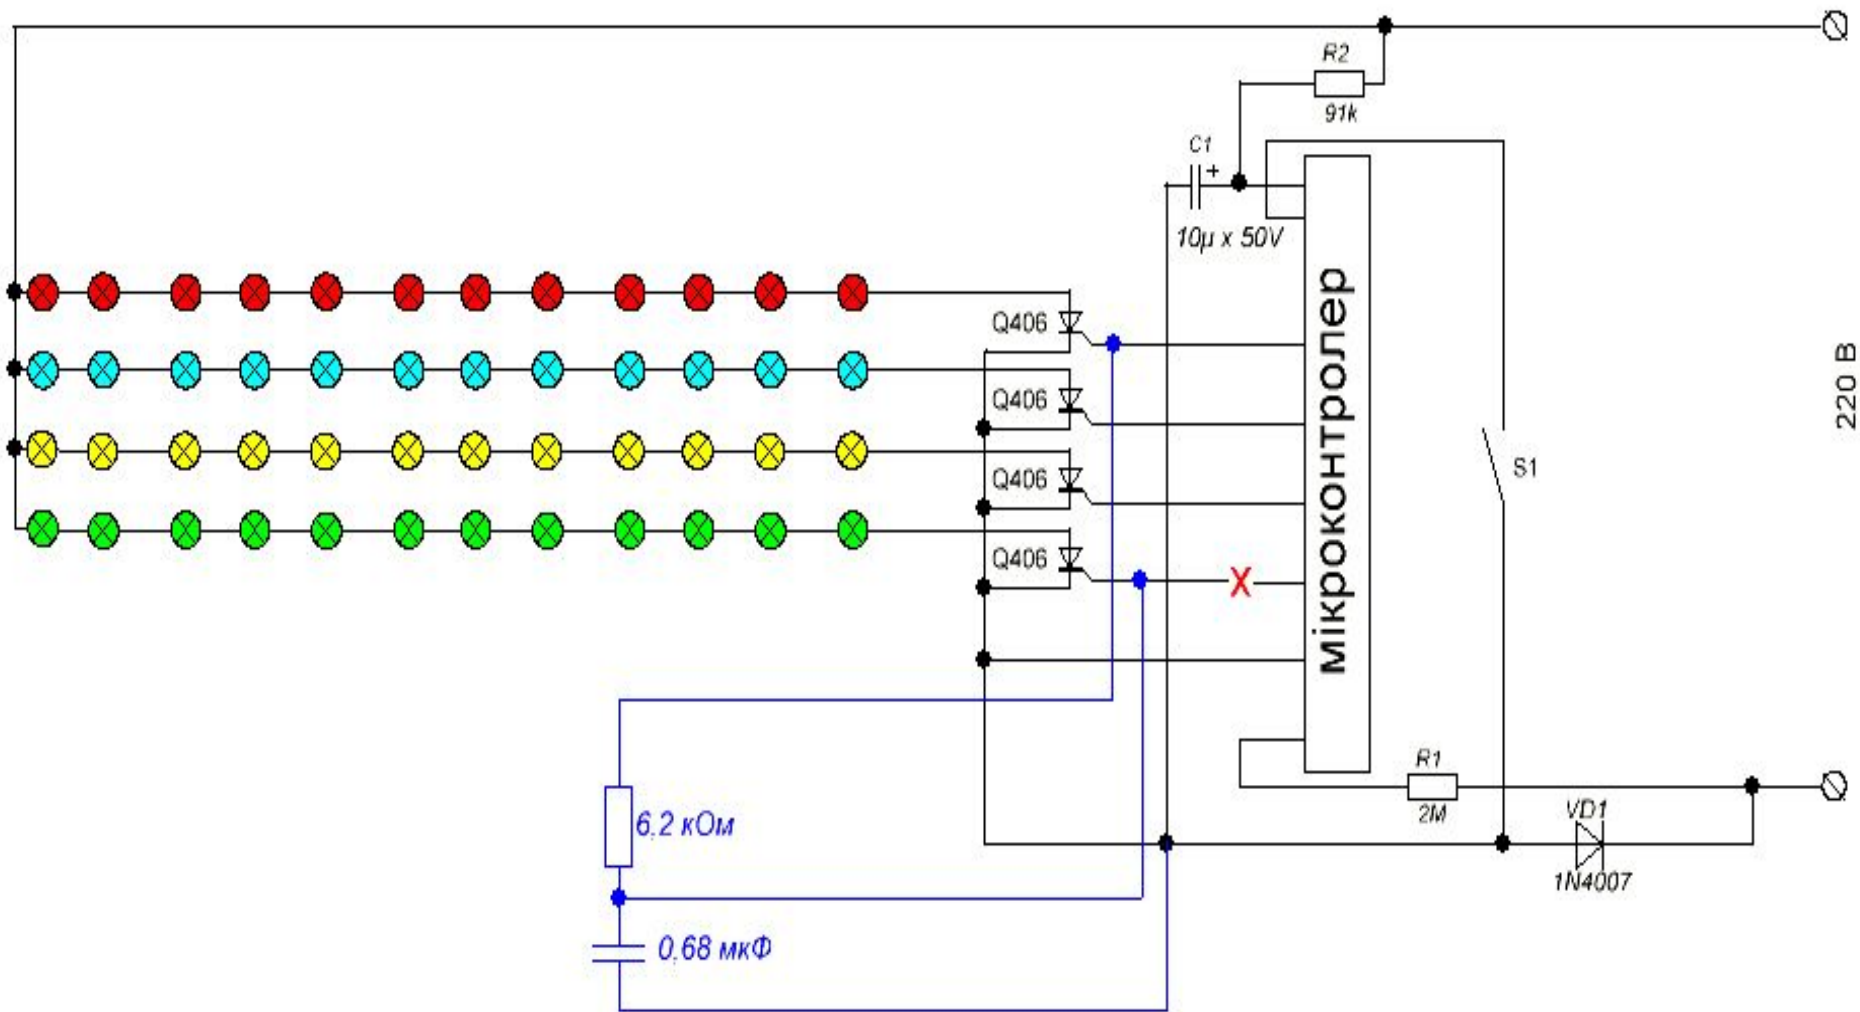 R2
91k
C1
+
10µ x 50V
Q406
Q406
Q406
Q406
X
мікроконтролер
220 В
S1
R1
2M
VD1
1N4007
6,2 кОм
0,68 мкФ